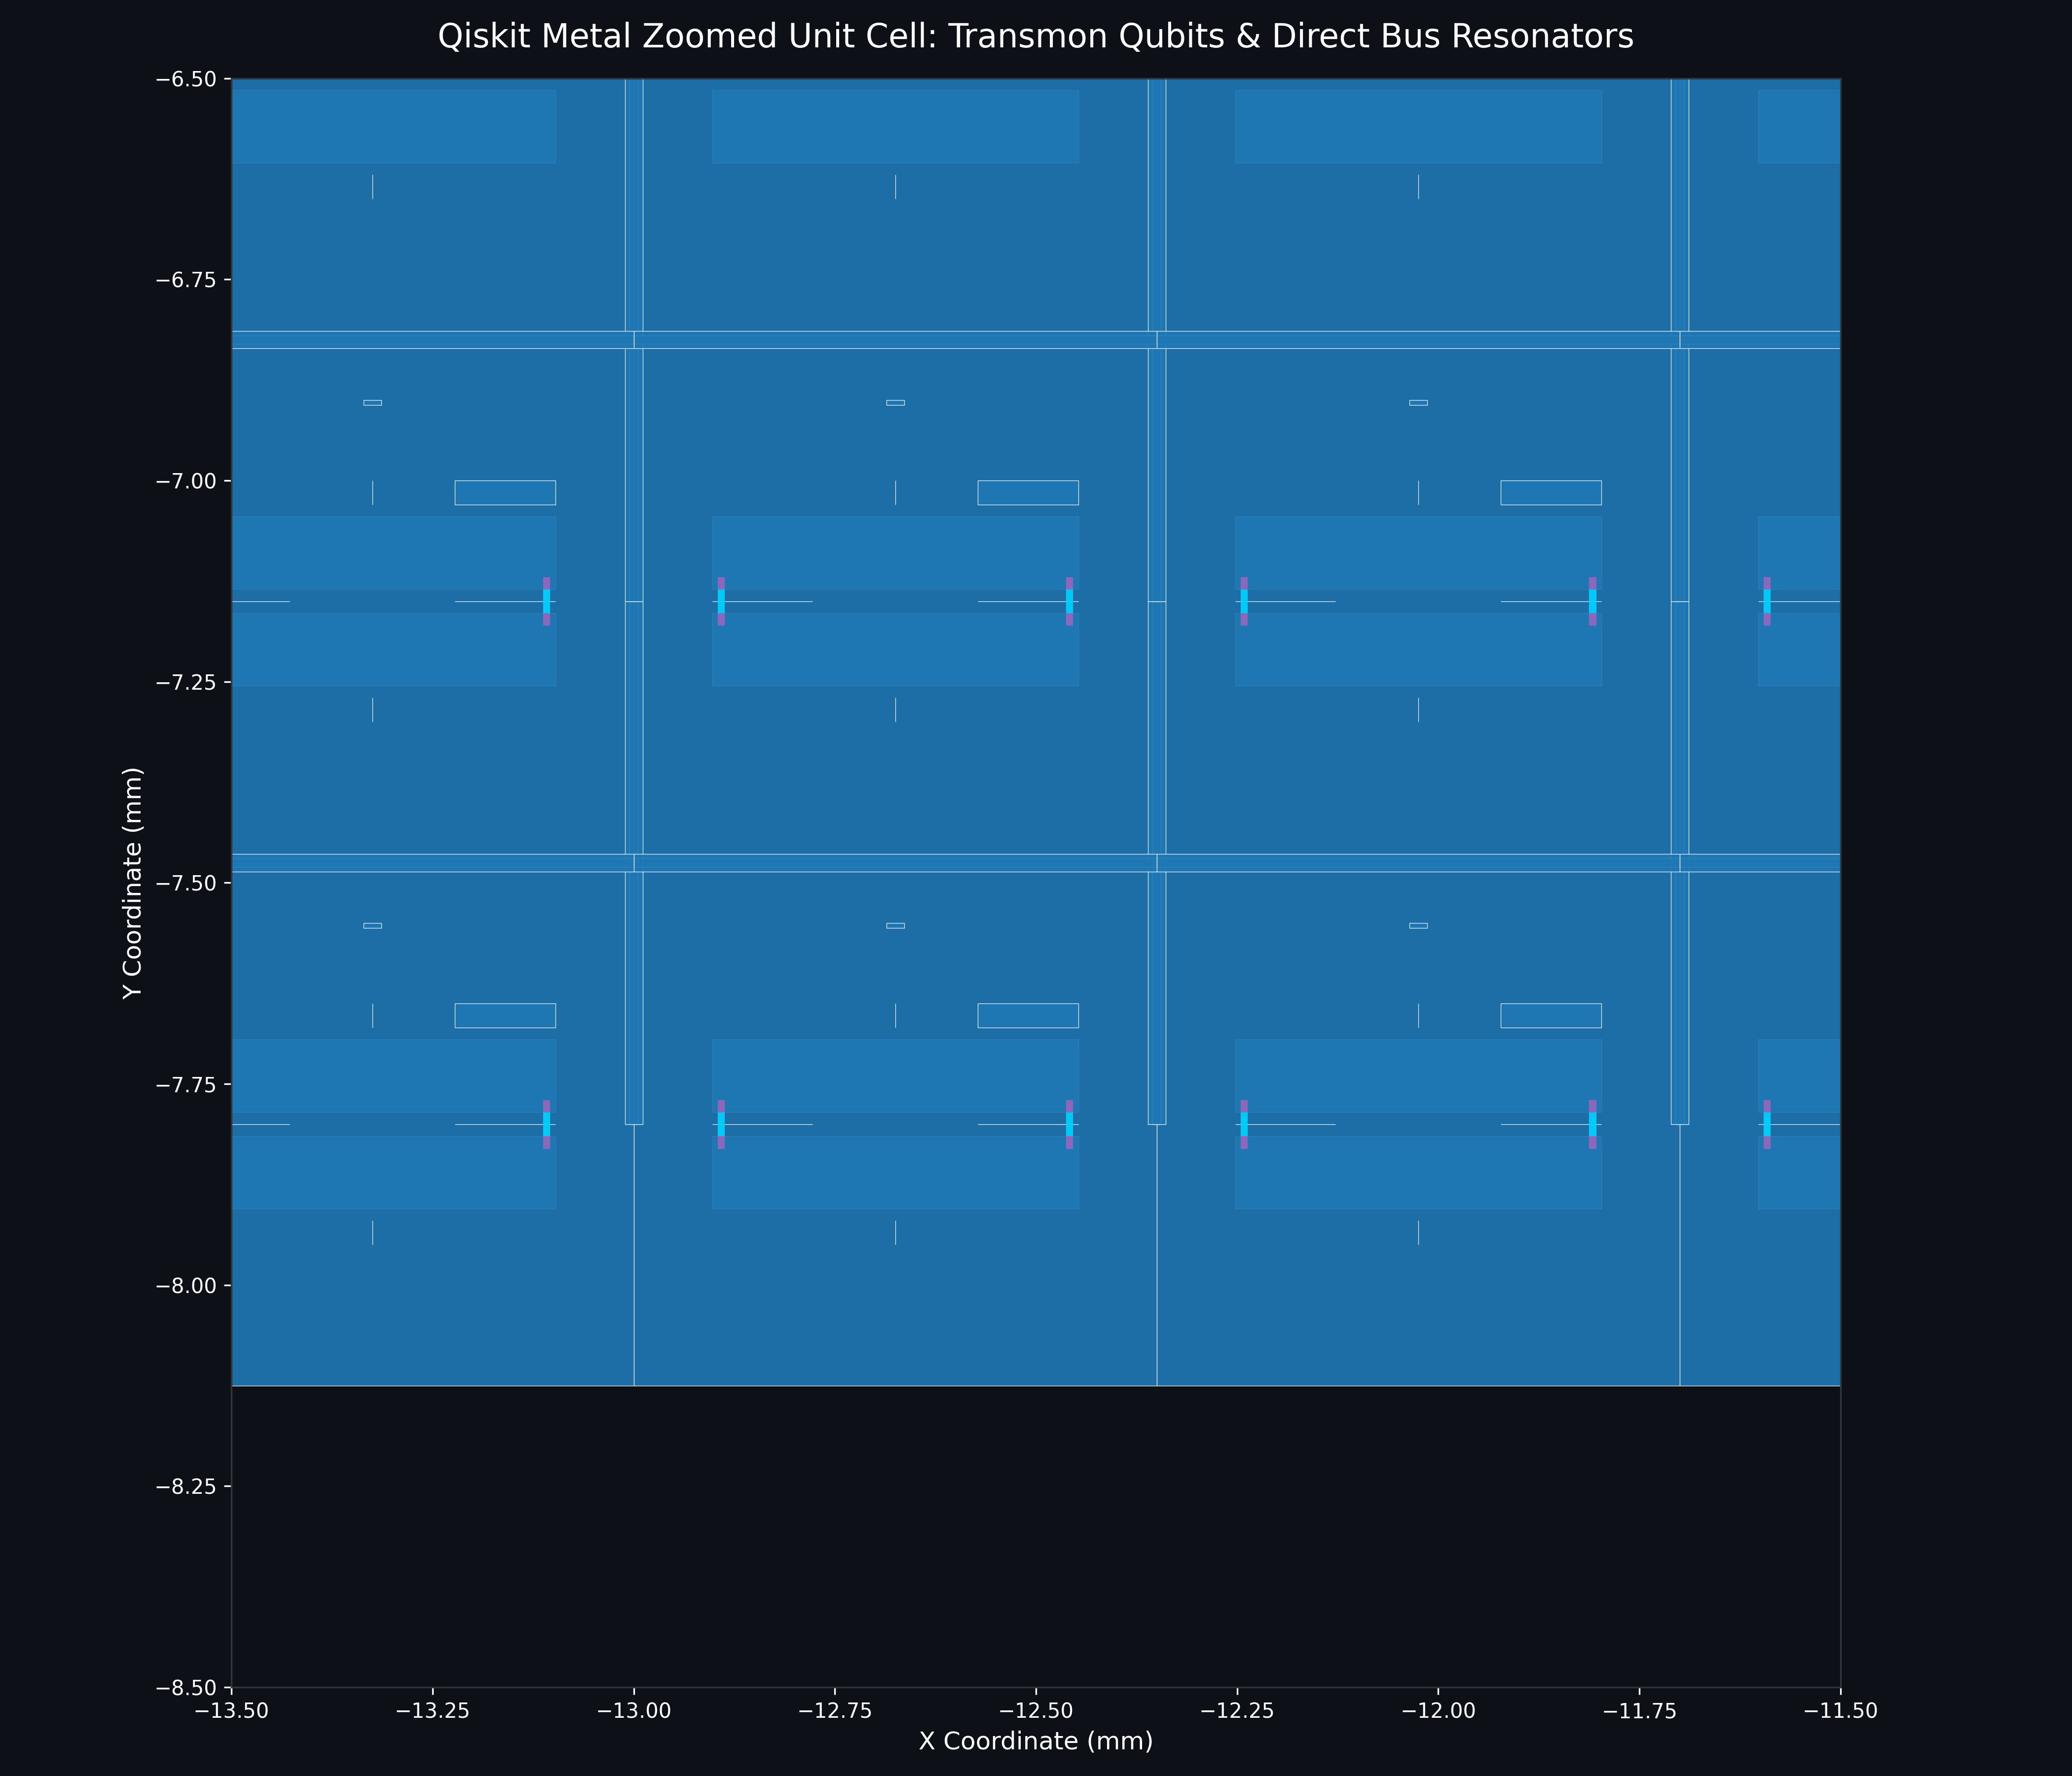 Qiskit Metal Zoomed Unit Cell: Transmon Qubits & Direct Bus Resonators
−6.50
−6.75
−7.00
−7.25
−7.50
−7.75
−8.00
−8.25
−8.50
Y Coordinate (mm)
−13.50 −13.25 −13.00 −12.75 −12.50 −12.25 −12.00 −11.75 −11.50
X Coordinate (mm)